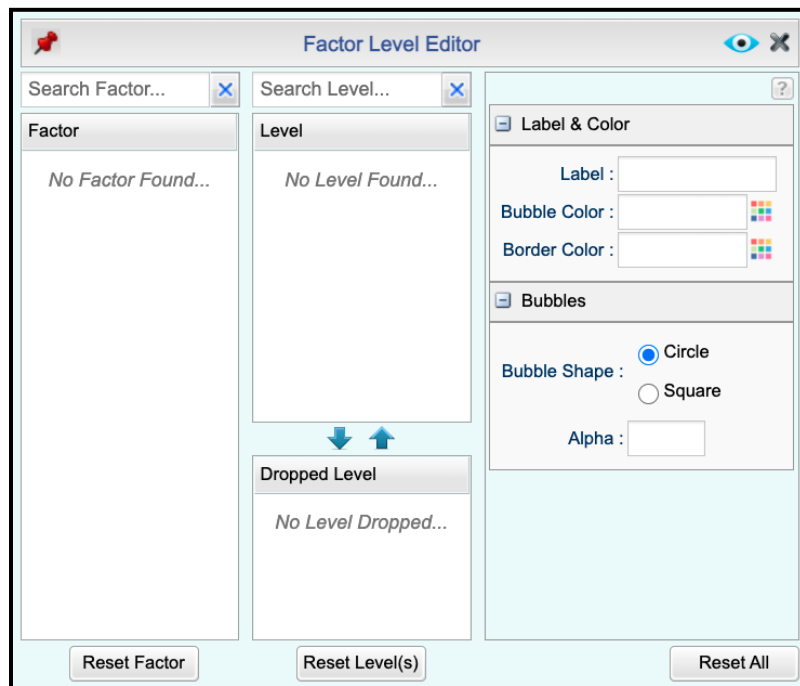 Factor Level Editor
Search Factor...
Search Level...
?
Factor
Level
Label & Color
No Factor Found...
No Level Found...
Label :
Bubble Color :
Border Color :
Bubbles
Bubble Shape :
Circle
Square
Alpha :
Dropped Level
No Level Dropped...
Reset Factor
Reset Level(s)
Reset All